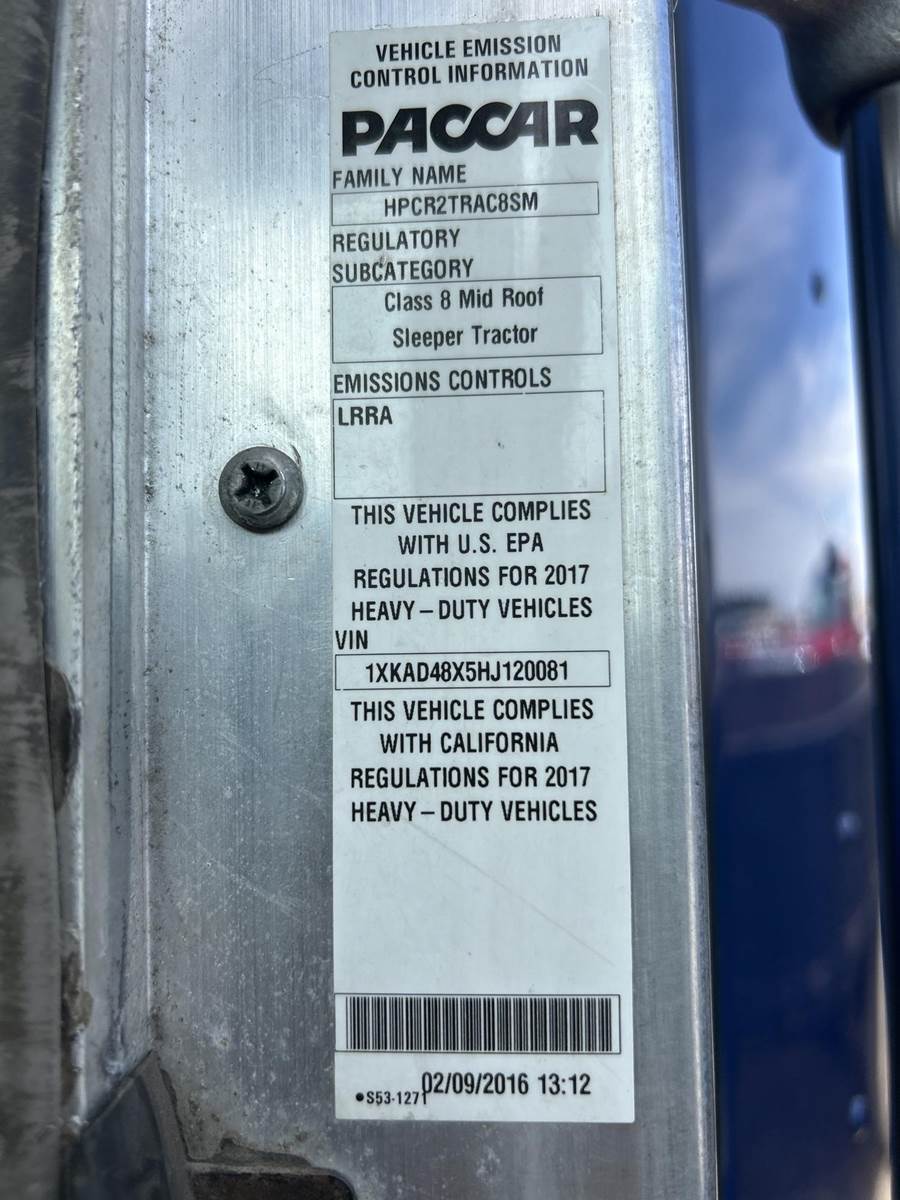 VEHICLE EMISSION
CONTROL INFORMATION
PACCAR
FAMILY NAME
HPCR2TRAC8SM
REGULATORY
SUBCATEGORY
Class 8 Mid Roof
Sleeper Tractor
EMISSIONS CONTROLS
LRRA
THIS VEHICLE COMPLIES
WITH U.S. EPA
REGULATIONS FOR 2017
HEAVY – DUTY VEHICLES
VIN
1XKAD48X5HJ120081
THIS VEHICLE COMPLIES
WITH CALIFORNIA
REGULATIONS FOR 2017
HEAVY – DUTY VEHICLES
02/09/2016 13:12
●S53-1271